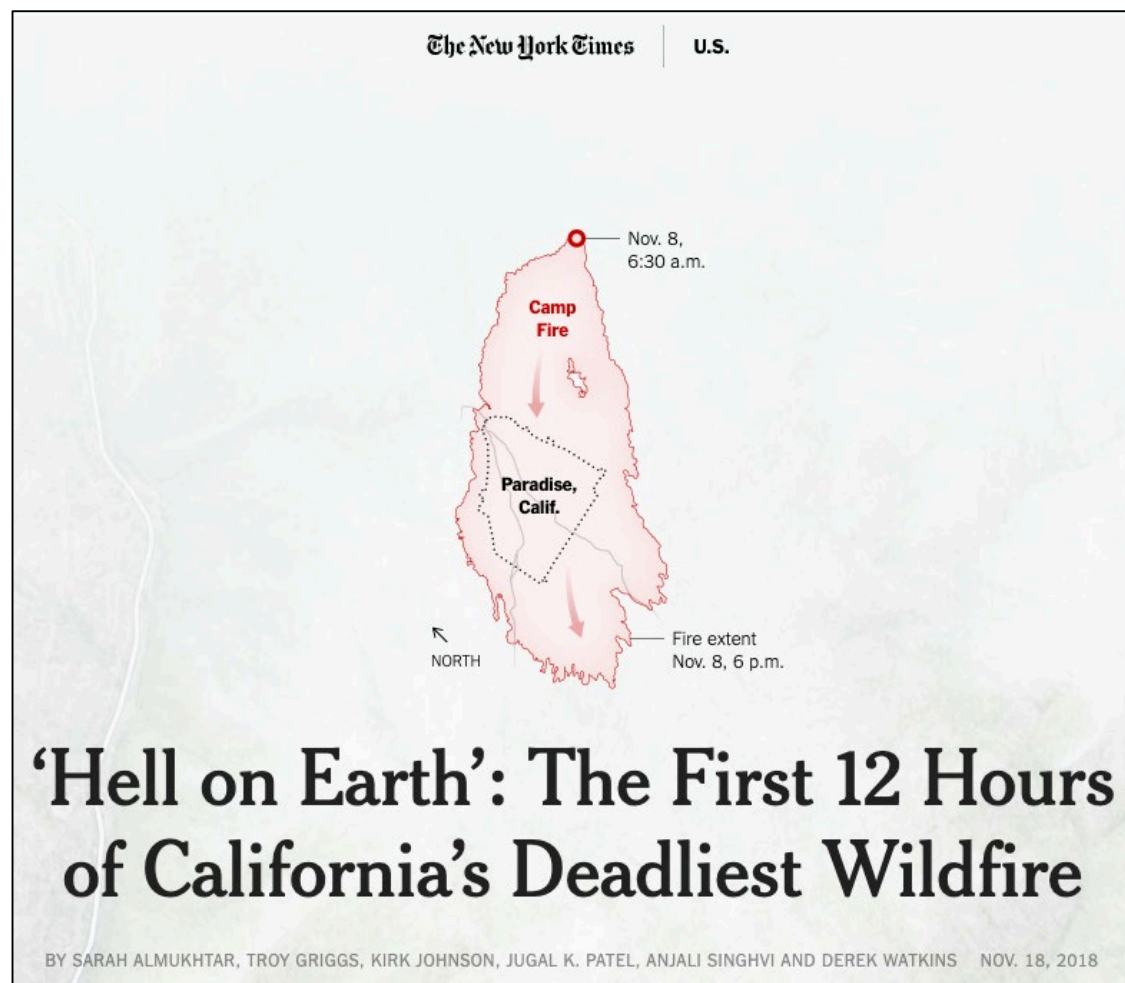 The New York Times
U.S.
Nov. 8,
6:30 a.m.
Camp
Fire
Paradise,
Calif.
NORTH
Fire extent
Nov. 8, 6 p.m.
‘Hell on Earth’: The First 12 Hours
of California’s Deadliest Wildfire
BY SARAH ALMUKHTAR, TROY GRIGGS, KIRK JOHNSON, JUGAL K. PATEL, ANJALI SINGHVI AND DEREK WATKINS NOV. 18, 2018